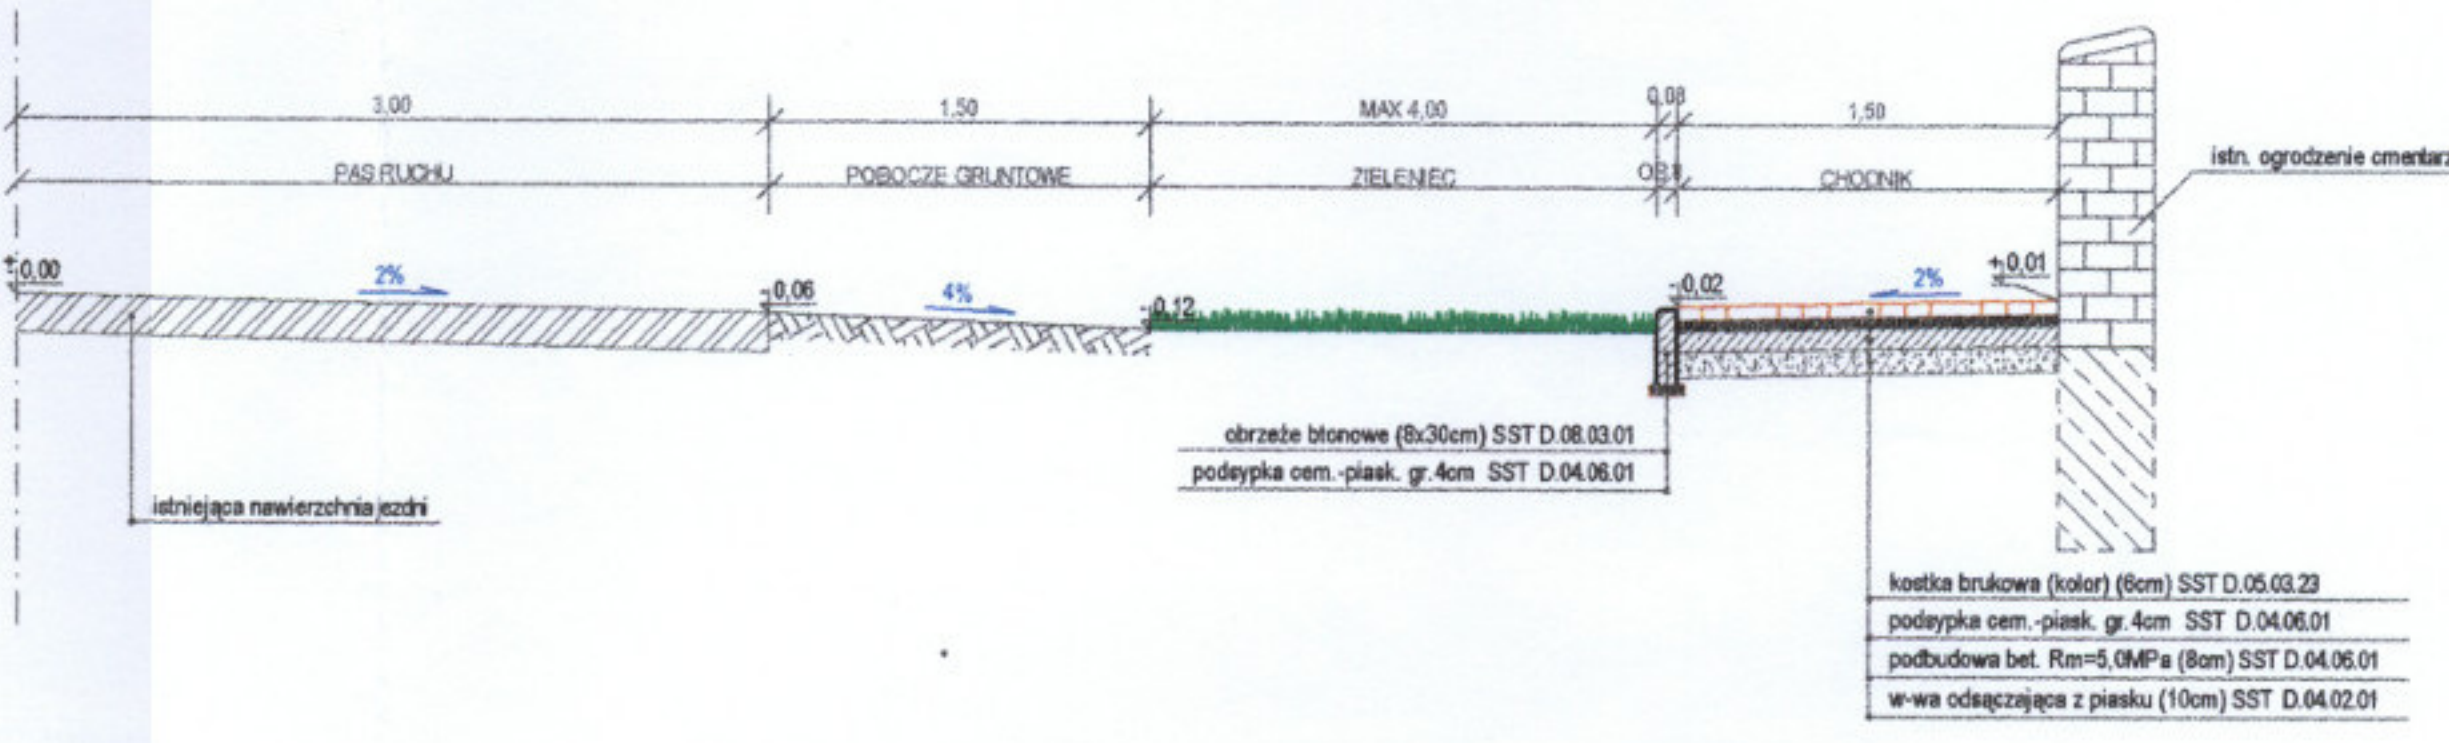 3,00 1,50 MAX 4,00 0,08 1,50
PAS RUCHU POBOCZE GRUNTOWE ZIELENIEC CHODNIK
istn. ogrodzenie cmentarz
±0,00 2% -0,06 4% -0,12 -0,02 2% +0,01
obrzeże btonowe (8x30cm) SST D.08.03.01
podsypka cem.-piask. gr.4cm SST D.04.06.01
istniejąca nawierzchnia jezdni
kostka brukowa (kolor) (6cm) SST D.05.03.23
podsypka cem.-piask. gr.4cm SST D.04.06.01
podbudowa bet. Rm=5,0MPa (8cm) SST D.04.06.01
w-wa odsączająca z piasku (10cm) SST D.04.02.01